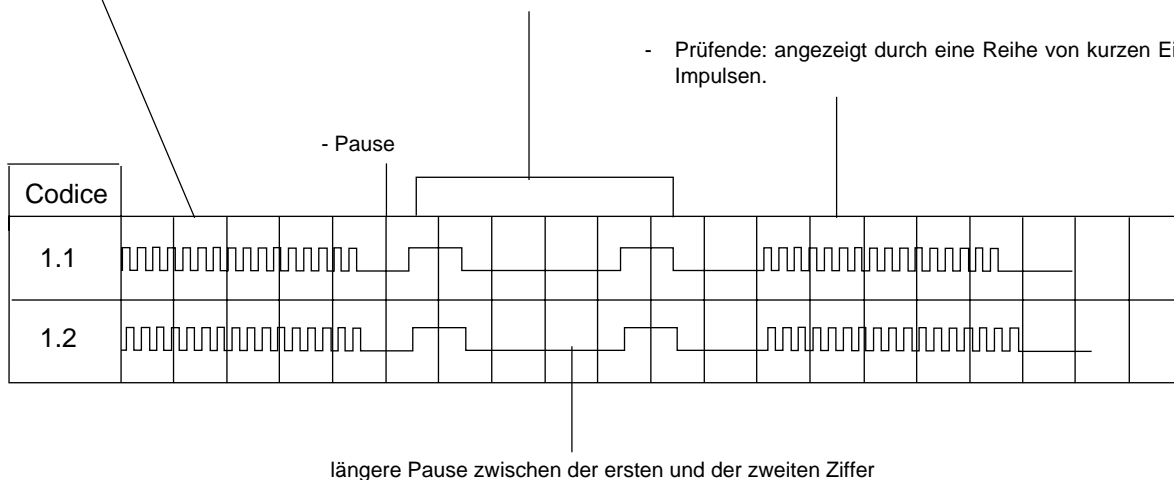 - Prüfende: angezeigt durch eine Reihe von kurzen
Impulsen.
- Pause
Codice
1.1
1.2
längere Pause zwischen der ersten und der zweiten Ziffer